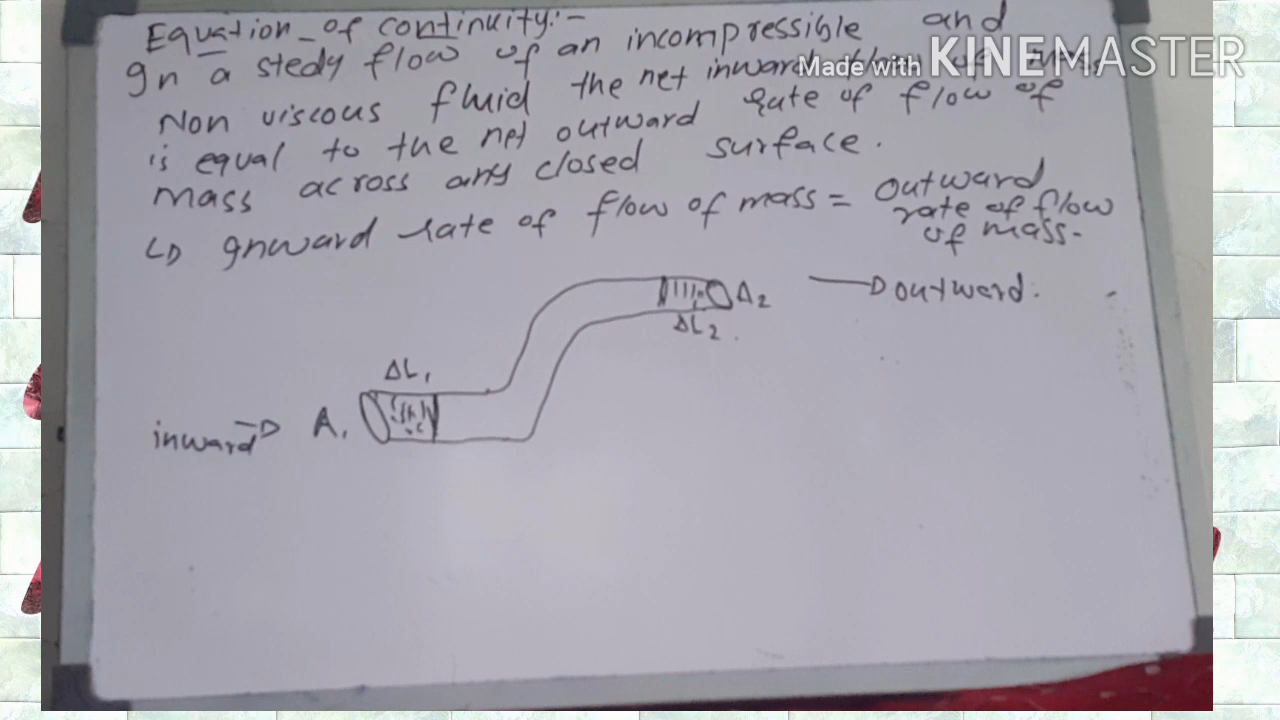 Equation of continuity:-
In a stedy flow of an incompressible and
Non viscous fluid the net inward
is equal to the net outward rate of flow of
mass across any closed surface.
Inward rate of flow of mass = outward
rate of flow
of mass.
A2 outward.
ΔL2
ΔL1
inward A1
Made with KINEMASTER